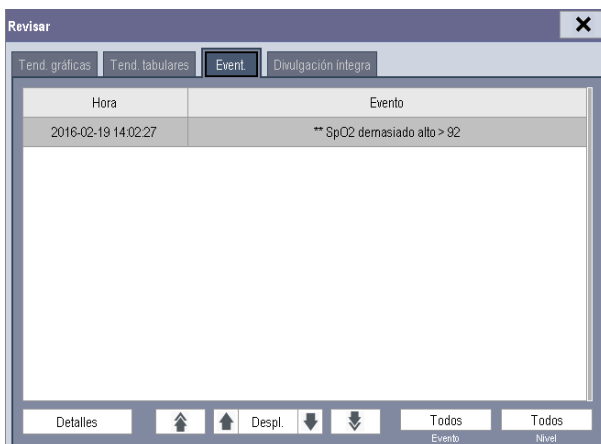 Revisar
Tend. gráficas Tend. tabulares Event. Divulgación íntegra
Hora Evento
2016-02-19 14:02:27 ** SpO2 demasiado alto > 92
Detalles Despl. Todos Todos
Evento Nivel